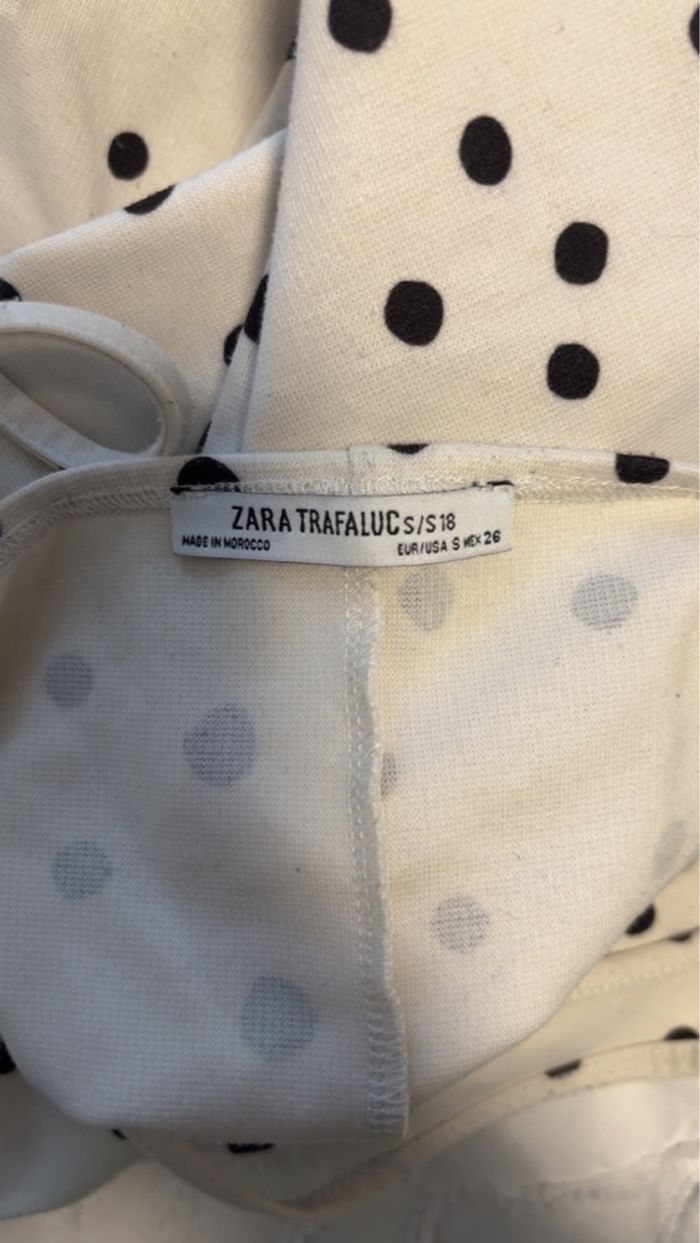 ZARA TRAFALUC S/S18
MADE IN MOROCCO EUR/USA S MEX 26